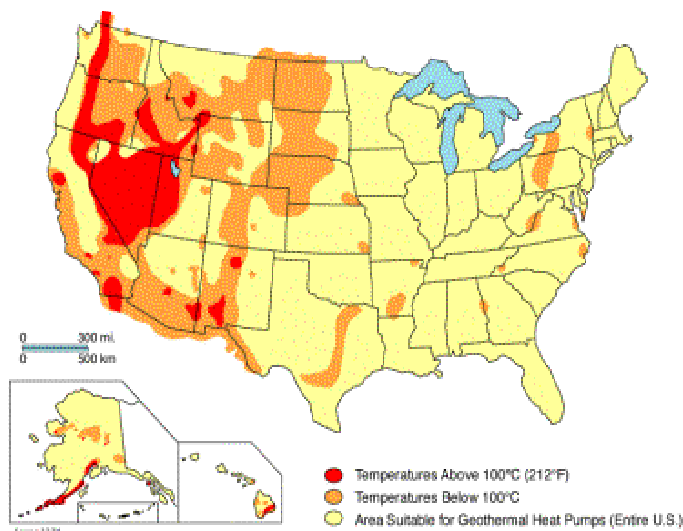 0 300 mi.
0 500 km
Temperatures Above 100°C (212°F)
Temperatures Below 100°C
Area Suitable for Geothermal Heat Pumps (Entire U.S.)